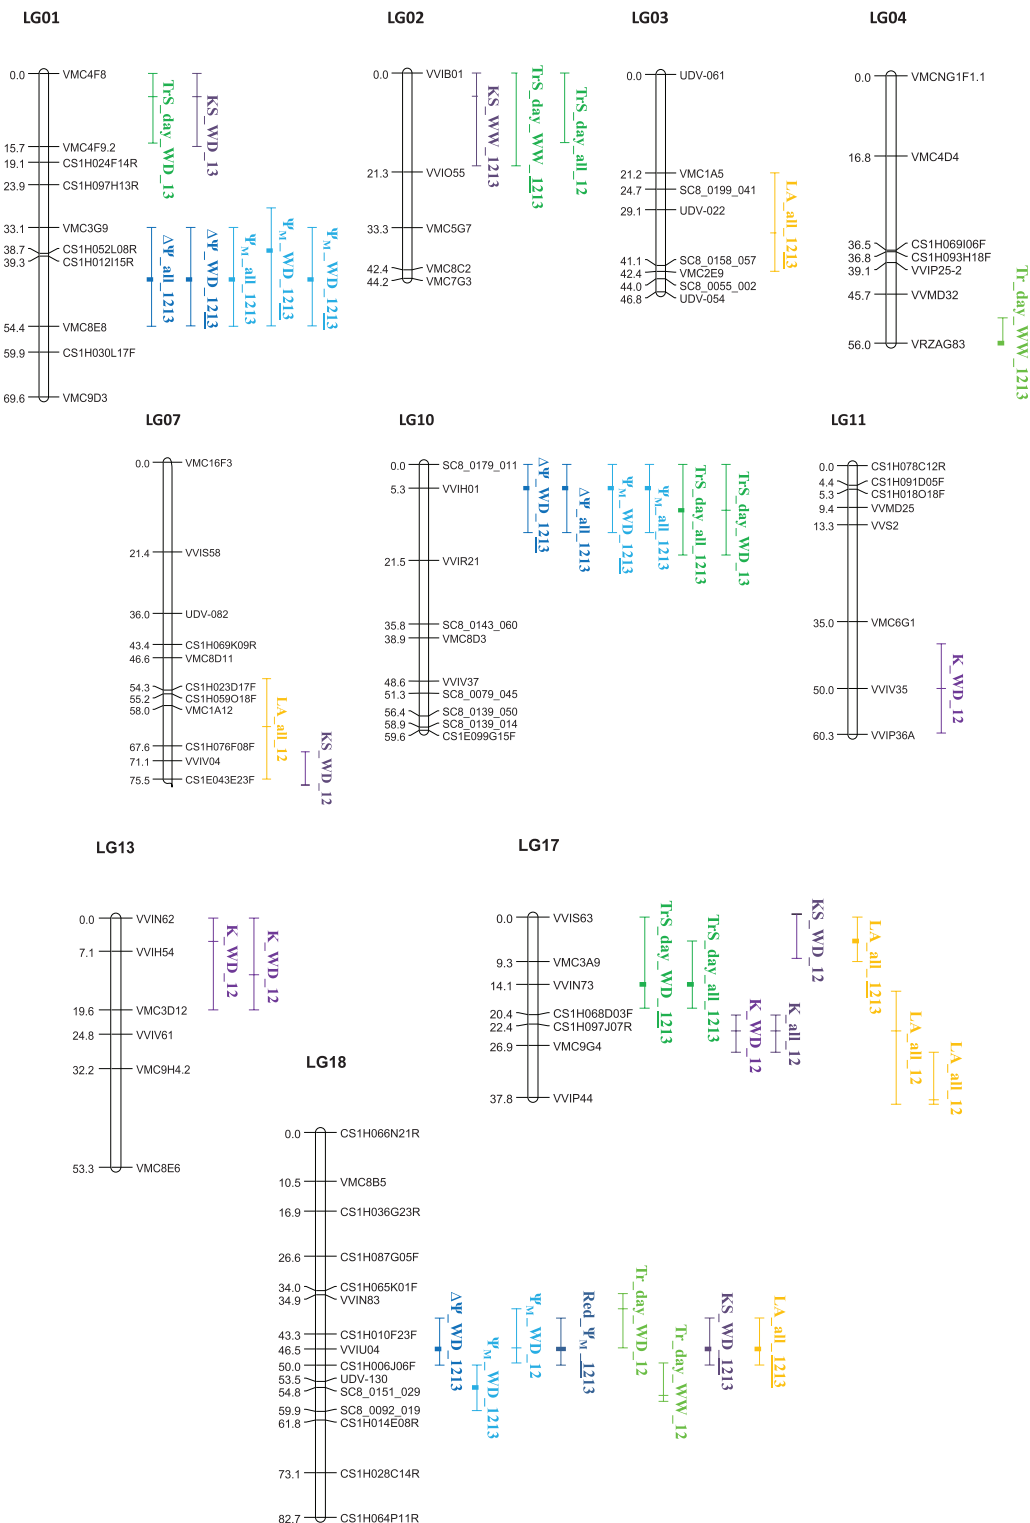 LG01
0.0 VMC4F8
15.7 VMC4F9.2
19.1 CS1H024F14R
23.9 CS1H097H13R
33.1 VMC3G9
38.7 CS1H052L08R
39.3 CS1H012I15R
54.4 VMC8E8
59.9 CS1H030L17F
69.6 VMC9D3
TrS_day_WD_13
KS_WD_13
ΔΨ_all_1213
ΔΨ_WD_1213
Ψ_M_all_1213
Ψ_M_WD_1213
Ψ_M_WD_1213
LG02
0.0 VVIB01
21.3 VVIO55
33.3 VMC5G7
42.4 VMC8C2
44.2 VMC7G3
KS_WW_1213
TrS_day_WW_1213
TrS_day_all_12
LG03
0.0 UDV-061
21.2 VMC1A5
24.7 SC8_0199_041
29.1 UDV-022
41.1 SC8_0158_057
42.4 VMC2E9
44.0 SC8_0055_002
46.8 UDV-054
LA_all_1213
LG04
0.0 VMCNG1F1.1
16.8 VMC4D4
36.5 CS1H069I06F
36.8 CS1H093H18F
39.1 VVIP25-2
45.7 VVMD32
56.0 VRZAG83
Tr_day_WW_1213
LG07
0.0 VMC16F3
21.4 VVIS58
36.0 UDV-082
43.4 CS1H069K09R
46.6 VMC8D11
54.3 CS1H023D17F
55.2 CS1H059O18F
58.0 VMC1A12
67.6 CS1H076F08F
71.1 VVIV04
75.5 CS1E043E23F
LA_all_12
KS_WD_12
LG10
0.0 SC8_0179_011
5.3 VVIH01
21.5 VVIR21
35.8 SC8_0143_060
38.9 VMC8D3
48.6 VVIV37
51.3 SC8_0079_045
56.4 SC8_0139_050
58.9 SC8_0139_014
59.6 CS1E099G15F
ΔΨ_WD_1213
ΔΨ_all_1213
Ψ_M_WD_1213
Ψ_M_all_1213
TrS_day_all_1213
TrS_day_WD_13
LG11
0.0 CS1H078C12R
4.4 CS1H091D05F
5.3 CS1H018O18F
9.4 VVMD25
13.3 VVS2
35.0 VMC6G1
50.0 VVIV35
60.3 VVIP36A
K_WD_12
LG13
0.0 VVIN62
7.1 VVIH54
19.6 VMC3D12
24.8 VVIV61
32.2 VMC9H4.2
53.3 VMC8E6
K_WD_12
K_WD_12
LG17
0.0 VVIS63
9.3 VMC3A9
14.1 VVIN73
20.4 CS1H068D03F
22.4 CS1H097J07R
26.9 VMC9G4
37.8 VVIP44
TrS_day_WD_1213
TrS_day_all_1213
K_WD_12
K_all_12
KS_WD_12
LA_all_1213
LA_all_12
LA_all_12
LG18
0.0 CS1H066N21R
10.5 VMC8B5
16.9 CS1H036G23R
26.6 CS1H087G05F
34.0 CS1H065K01F
34.9 VVIN83
43.3 CS1H010F23F
46.5 VVIU04
50.0 CS1H006J06F
53.5 UDV-130
54.8 SC8_0151_029
59.9 SC8_0092_019
61.8 CS1H014E08R
73.1 CS1H028C14R
82.7 CS1H064P11R
ΔΨ_WD_1213
Ψ_M_WD_1213
Ψ_M_WD_12
Red_Ψ_M_1213
Tr_day_WD_12
Tr_day_WW_12
KS_WD_1213
LA_all_1213